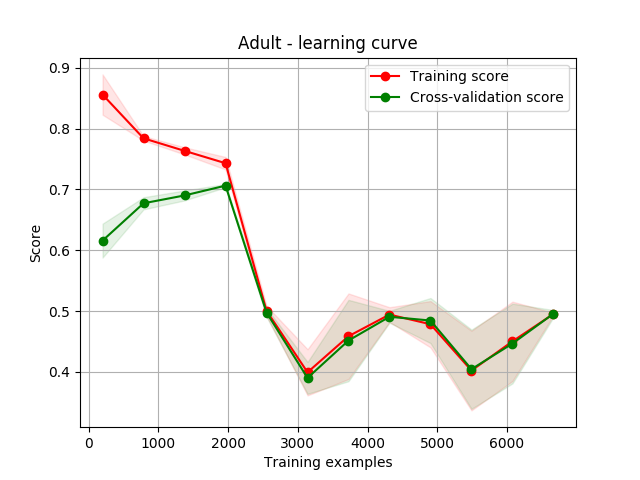 Adult - learning curve
Training score
Cross-validation score
Score
0.9
0.8
0.7
0.6
0.5
0.4
0 1000 2000 3000 4000 5000 6000
Training examples